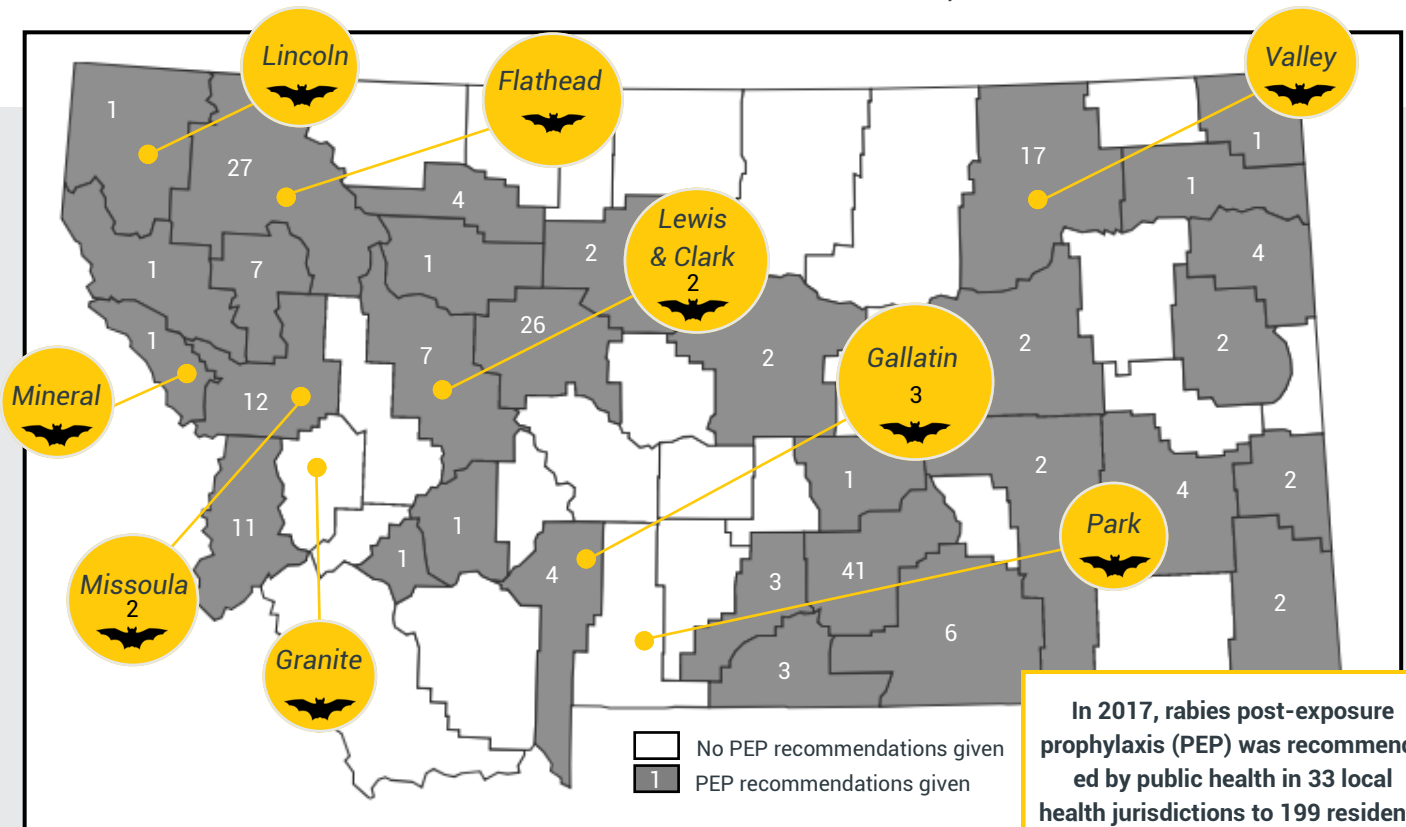 Lincoln
Flathead
Valley
1
27
17
1
4
1
Lewis
& Clark
2
2
1
7
1
4
1
26
7
2
Gallatin
3
2
2
Mineral
12
1
2
4
2
11
1
1
Park
Missoula
2
4
3
41
2
Granite
6
3
No PEP recommendations given
1 PEP recommendations given
In 2017, rabies post-exposure
prophylaxis (PEP) was recommend
ed by public health in 33 local
health jurisdictions to 199 residen